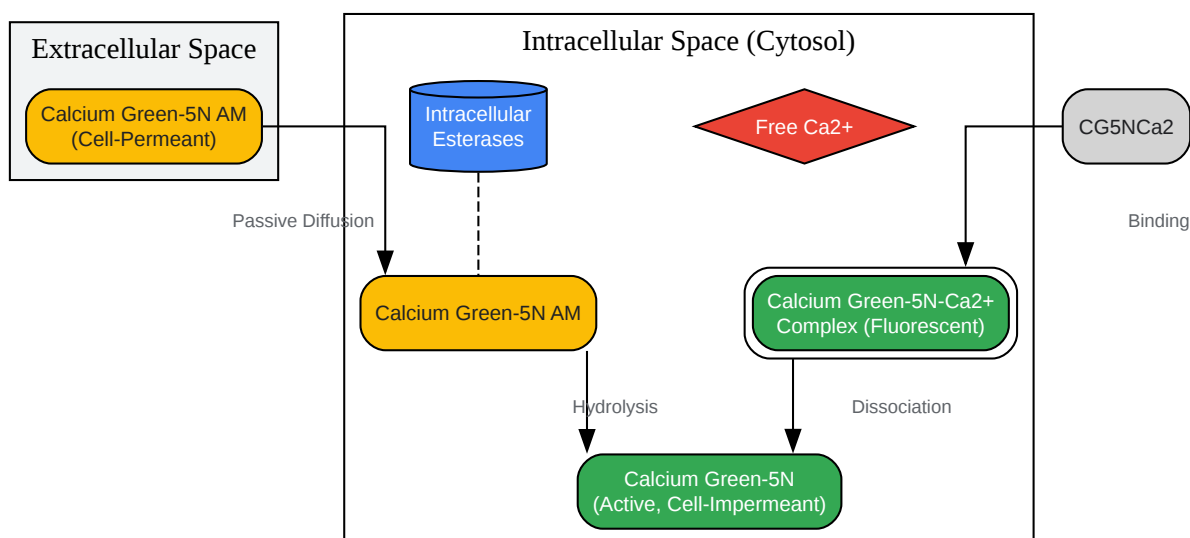 Extracellular Space
Intracellular Space (Cytosol)
Calcium Green-5N AM
(Cell-Permeant)
Intracellular
Esterases
Free Ca2+
CG5NCa2
Passive Diffusion
Binding
Calcium Green-5N AM
Calcium Green-5N-Ca2+
Complex (Fluorescent)
Hydrolysis
Dissociation
Calcium Green-5N
(Active, Cell-Impermeant)